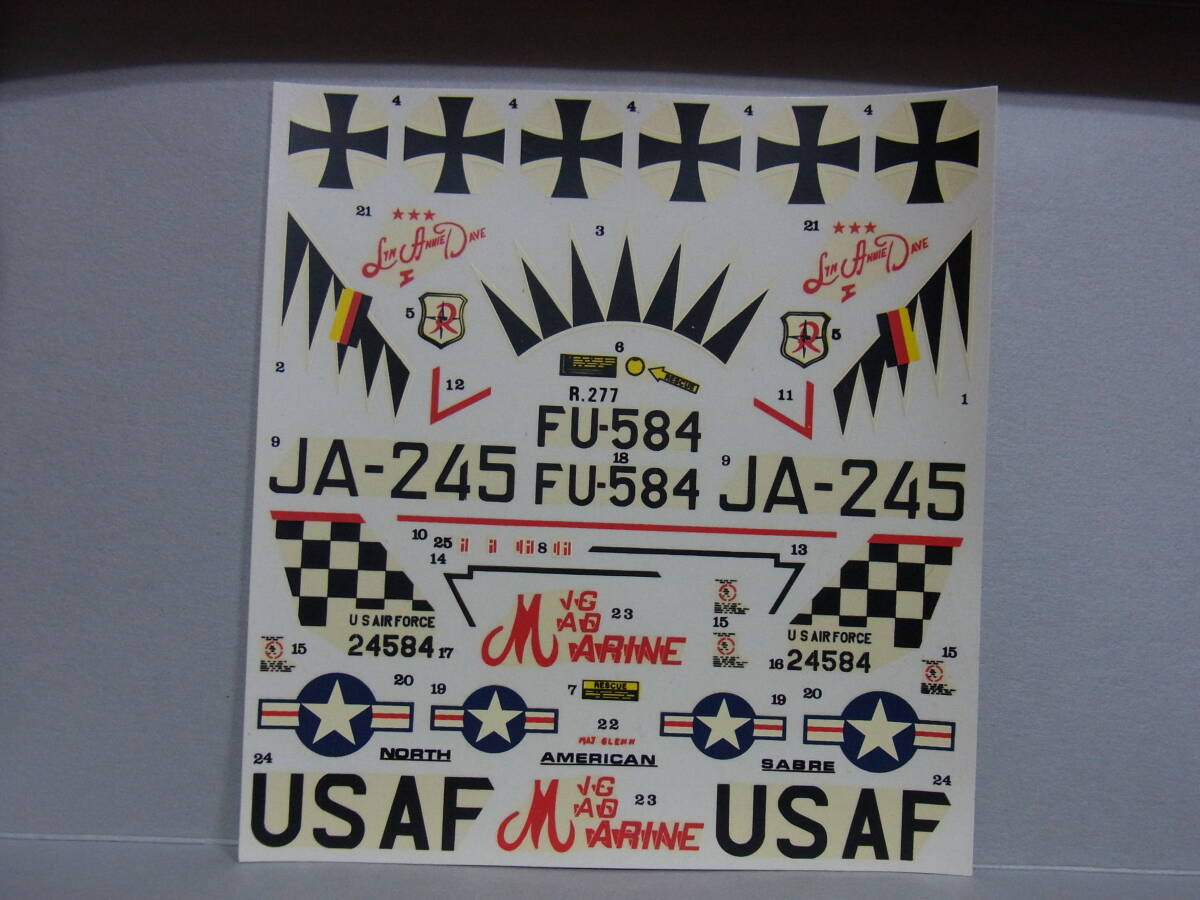 4 4 4 4 4
21 21
LYN ANNIE DAVE
I
LYN ANNIE DAVE
I
3
5 R
R 5
6
RESCUE
2 12 11 1
R.277
FU-584
18
FU-584
9
JA-245
9
JA-245
10 25 8 13
14
MIG
MAD
MARINE
23
15
U S AIR FORCE
24584 17
U S AIR FORCE
16 24584
15 15
15
20 19 7
RESCUE
19 20
22
MAJ GLENN
NORTH AMERICAN SABRE
24
USAF
MIG
MAD
MARINE
23
24
USAF